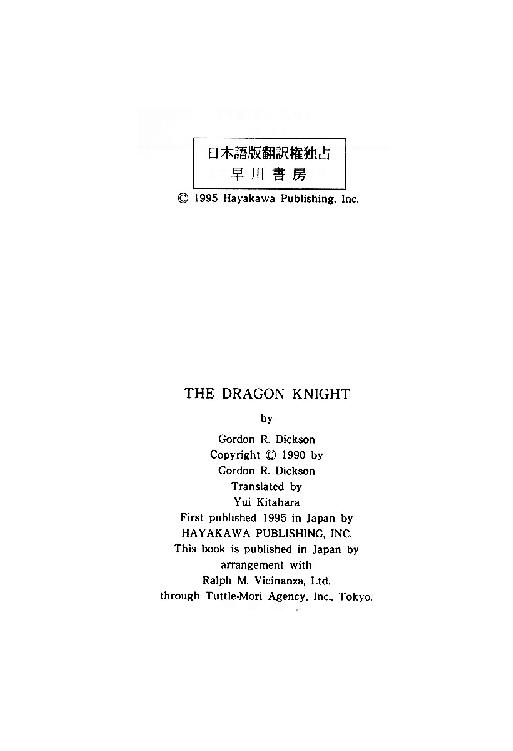 日本語版翻訳権独占
早川書房
© 1995 Hayakawa Publishing, Inc.
THE DRAGON KNIGHT
by
Gordon R. Dickson
Copyright © 1990 by
Gordon R. Dickson
Translated by
Yui Kitahara
First published 1995 in Japan by
HAYAKAWA PUBLISHING, INC.
This book is published in Japan by
arrangement with
Ralph M. Vicinanza, Ltd.
through Tuttle-Mori Agency, Inc., Tokyo.